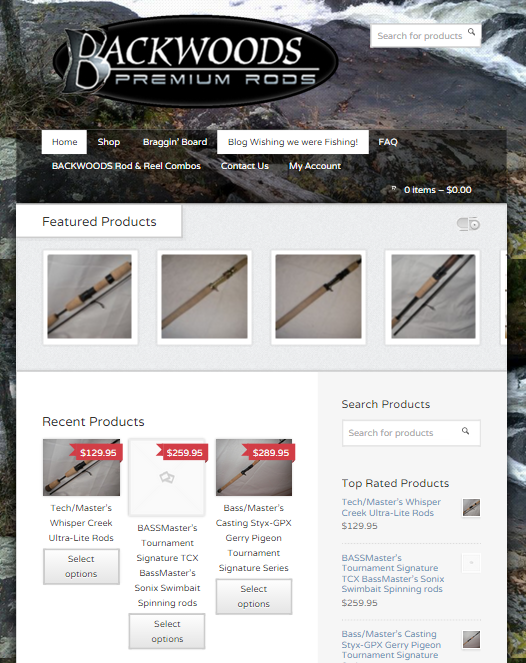 BACKWOODS
PREMIUM RODS
Search for products
Home Shop Braggin' Board Blog Wishing we were Fishing! FAQ
BACKWOODS Rod & Reel Combos Contact Us My Account
0 items – $0.00
Featured Products
Recent Products
$129.95
Tech/Master's
Whisper Creek
Ultra-Lite Rods
Select
options
$259.95
BASSMaster's
Tournament
Signature TCX
BassMaster's
Sonix Swimbait
Spinning rods
Select
options
$289.95
Bass/Master's
Casting Styx-GPX
Gerry Pigeon
Tournament
Signature Series
Select
options
Search Products
Search for products
Top Rated Products
Tech/Master's Whisper
Creek Ultra-Lite Rods
$129.95
BASSMaster's
Tournament Signature
TCX BassMaster's Sonix
Swimbait Spinning rods
$259.95
Bass/Master's Casting
Styx-GPX Gerry Pigeon
Tournament Signature